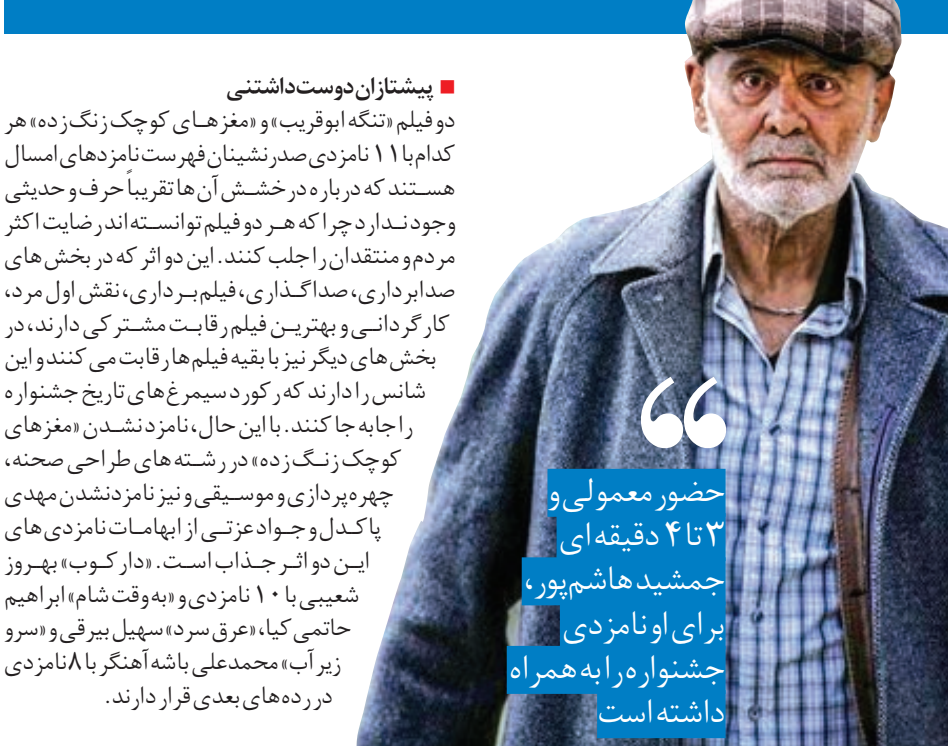 پیشتازان دوست‌داشتنی
دو فیلم «تنگه ابوقریب» و «مغزهای کوچک زنگ زده» هر
کدام با ۱۱ نامزدی صدرنشینان فهرست نامزدهای امسال
هستند که درباره درخشش آن ها تقریباً حرف و حدیثی
وجود ندارد چرا که هر دو فیلم توانسته اند رضایت اکثر
مردم و منتقدان را جلب کنند. این دو اثر که در بخش های
صدابرداری، صداگذاری، فیلم برداری، نقش اول مرد،
کارگردانی و بهترین فیلم رقابت مشترکی دارند، در
بخش های دیگر نیز با بقیه فیلم ها رقابت می کنند و این
شانس را دارند که رکورد سیمرغ های تاریخ جشنواره
را جابه جا کنند. با این حال، نامزد نشدن «مغزهای
کوچک زنگ زده» در رشته های طراحی صحنه،
چهره پردازی و موسیقی و نیز نامزدنشدن مهدی
پاکدل و جواد عزتی از ابهامات نامزدی های
این دو اثر جذاب است. «دارکوب» بهروز
شعیبی با ۱۰ نامزدی و «به وقت شام» ابراهیم
حاتمی کیا، «عرق سرد» سهیل بیرقی و «سرو
زیر آب» محمدعلی باشه آهنگر با ۸ نامزدی
در رده های بعدی قرار دارند.
حضور معمولی و
۳ تا ۴ دقیقه ای
جمشید هاشم پور،
برای او نامزدی
جشنواره را به همراه
داشته است